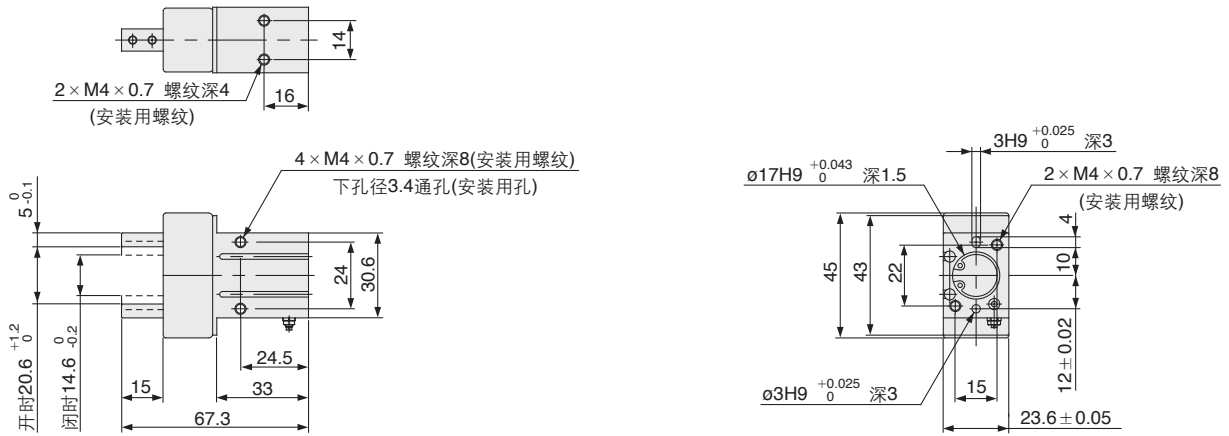 14
2×M4×0.7 螺纹深4
16
(安装用螺纹)
4×M4×0.7 螺纹深8(安装用螺纹)
下孔径3.4通孔(安装用孔)
5 0 -0.1
24
30.6
开时20.6 +1.2 0
闭时14.6 0 -0.2
24.5
15
33
67.3
3H9 +0.025 0 深3
ø17H9 +0.043 0 深1.5
2×M4×0.7 螺纹深8
(安装用螺纹)
4
45
43
22
10
12±0.02
ø3H9 +0.025 0 深3
15
23.6±0.05